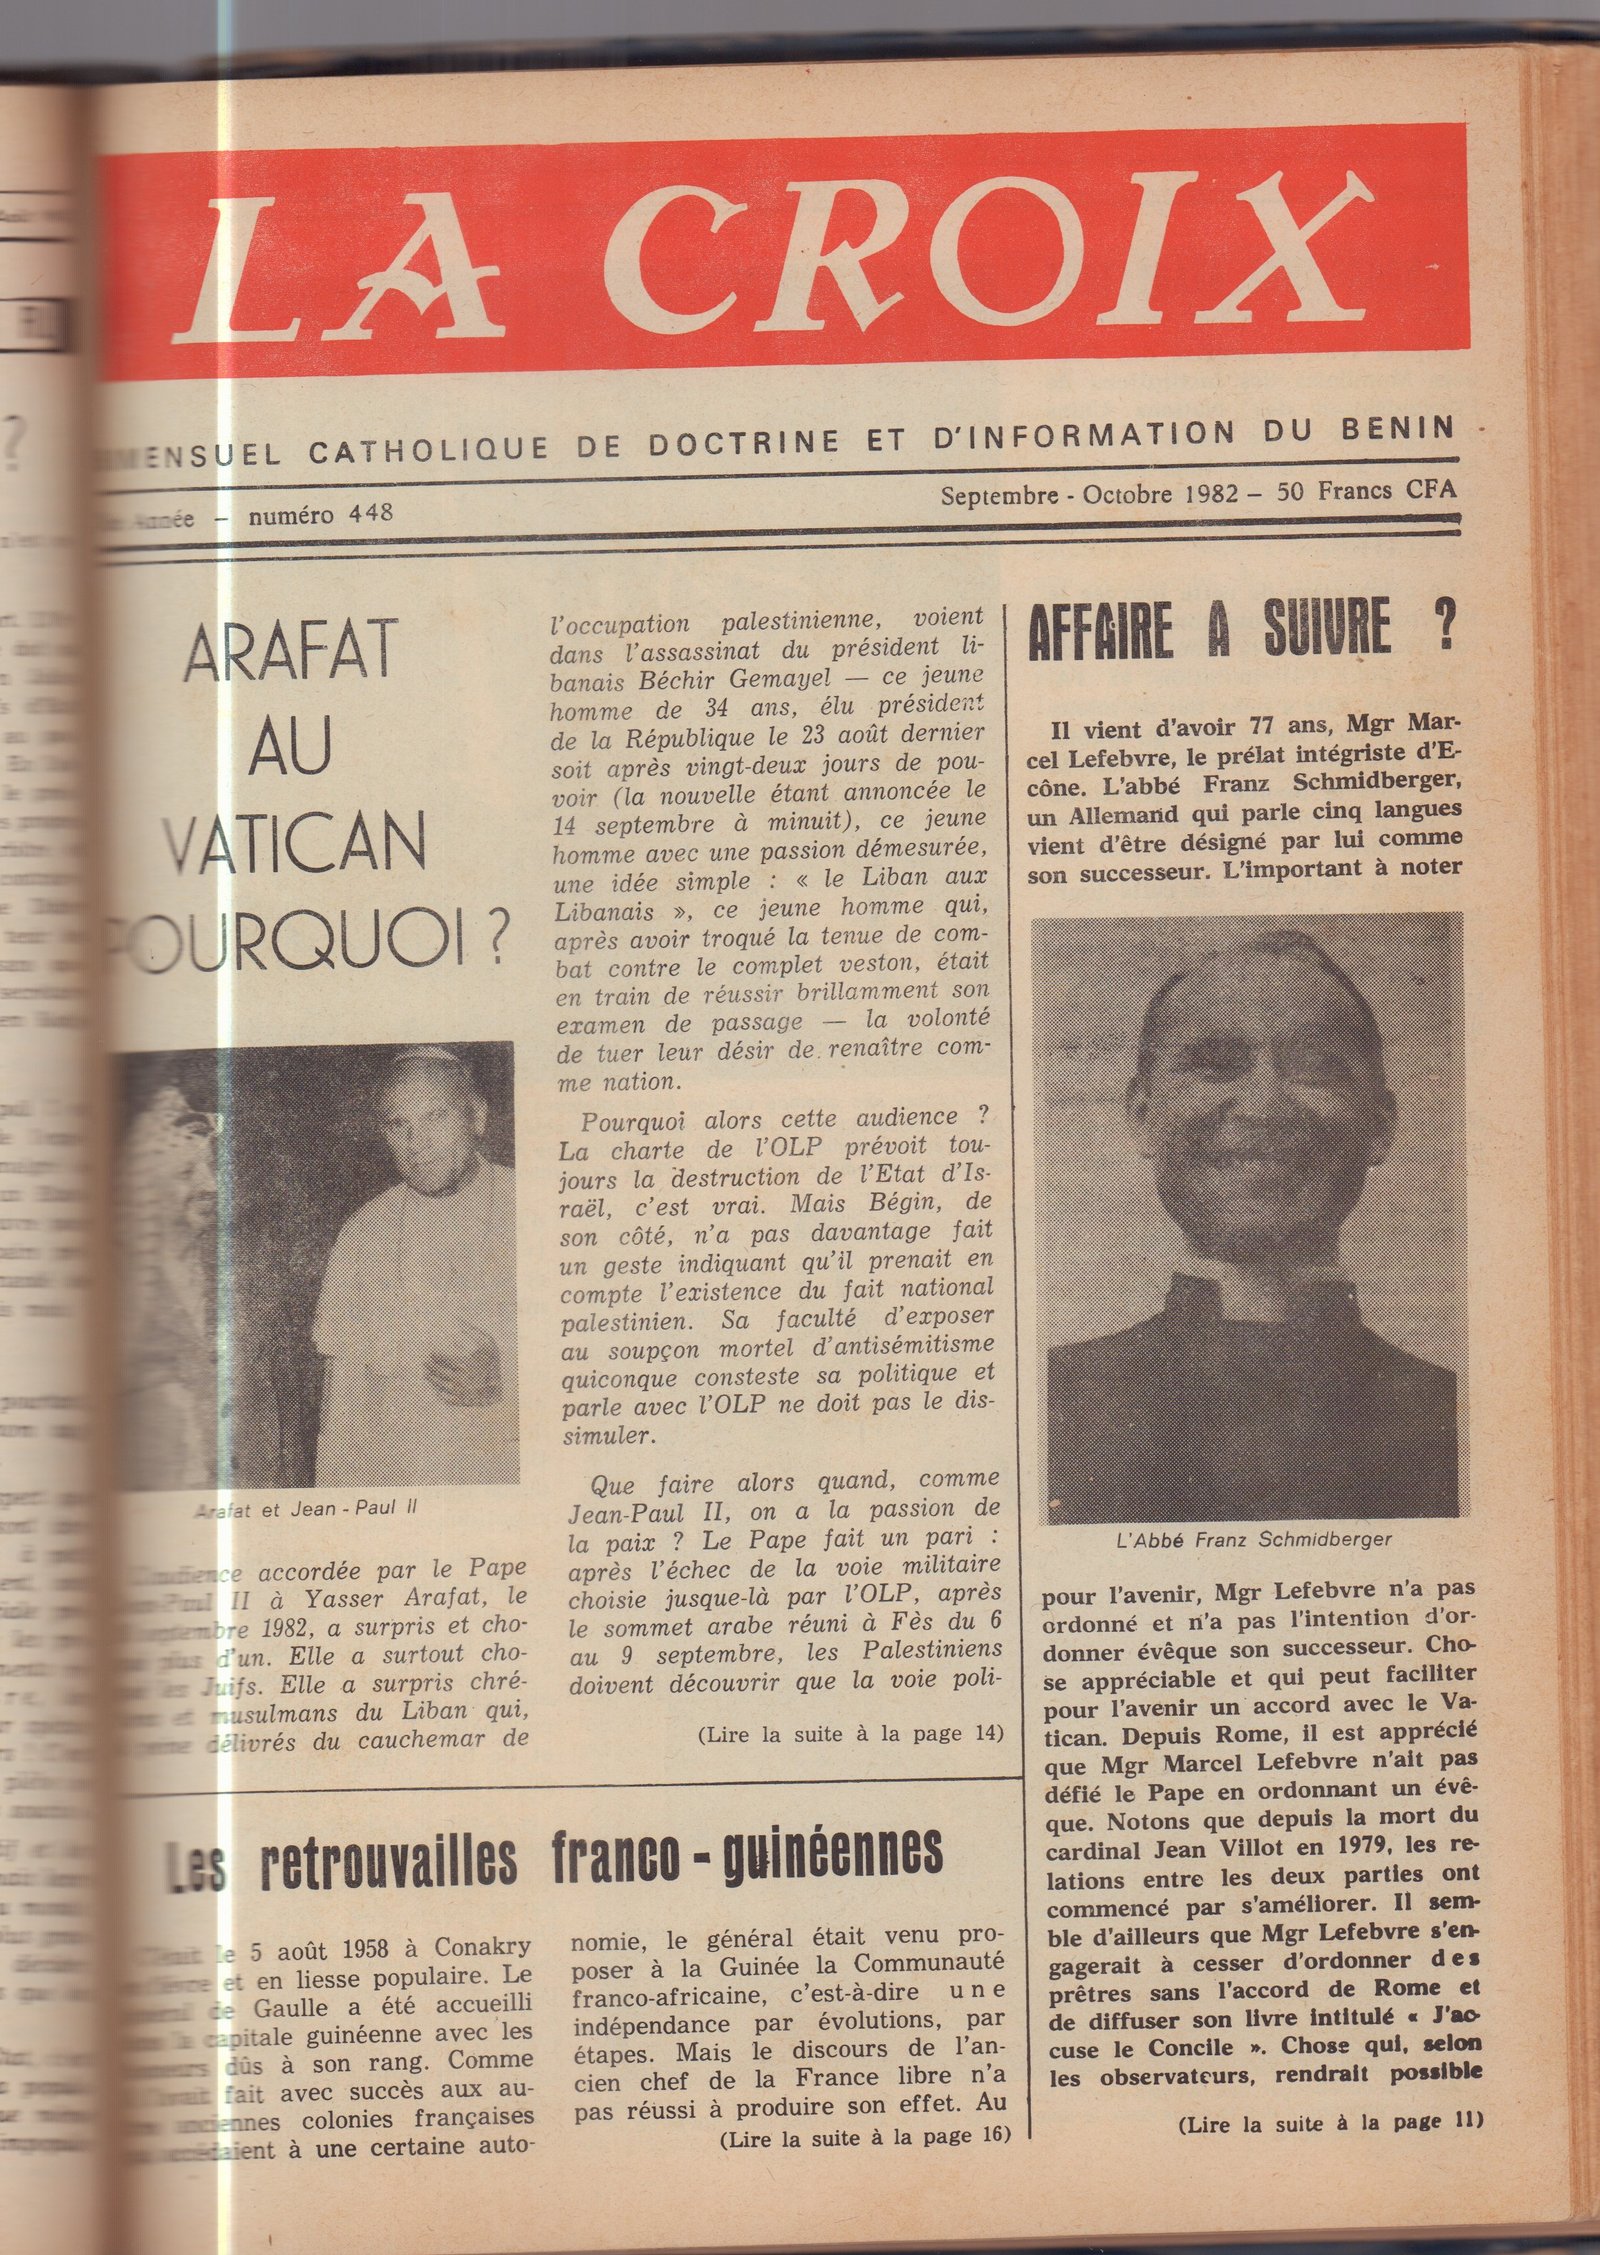 LA CROIX
MENSUEL CATHOLIQUE DE DOCTRINE ET D'INFORMATION DU BENIN
Année – numéro 448
Septembre - Octobre 1982 – 50 Francs CFA
ARAFAT
AU
VATICAN
POURQUOI ?
Arafat et Jean - Paul II
accordée par le Pape
II à Yasser Arafat, le
1982, a surpris et cho-
d'un. Elle a surtout cho-
Juifs. Elle a surpris chré-
et musulmans du Liban qui,
délivrés du cauchemar de
l'occupation palestinienne, voient
dans l'assassinat du président li-
banais Béchir Gemayel — ce jeune
homme de 34 ans, élu président
de la République le 23 août dernier
soit après vingt-deux jours de pou-
voir (la nouvelle étant annoncée le
14 septembre à minuit), ce jeune
homme avec une passion démesurée,
une idée simple : « le Liban aux
Libanais », ce jeune homme qui,
après avoir troqué la tenue de com-
bat contre le complet veston, était
en train de réussir brillamment son
examen de passage — la volonté
de tuer leur désir de renaître com-
me nation.
Pourquoi alors cette audience ?
La charte de l'OLP prévoit tou-
jours la destruction de l'Etat d'Is-
raël, c'est vrai. Mais Bégin, de
son côté, n'a pas davantage fait
un geste indiquant qu'il prenait en
compte l'existence du fait national
palestinien. Sa faculté d'exposer
au soupçon mortel d'antisémitisme
quiconque consteste sa politique et
parle avec l'OLP ne doit pas le dis-
simuler.
Que faire alors quand, comme
Jean-Paul II, on a la passion de
la paix ? Le Pape fait un pari :
après l'échec de la voie militaire
choisie jusque-là par l'OLP, après
le sommet arabe réuni à Fès du 6
au 9 septembre, les Palestiniens
doivent découvrir que la voie poli-
(Lire la suite à la page 14)
AFFAIRE A SUIVRE ?
Il vient d'avoir 77 ans, Mgr Mar-
cel Lefebvre, le prélat intégriste d'E-
cône. L'abbé Franz Schmidberger,
un Allemand qui parle cinq langues
vient d'être désigné par lui comme
son successeur. L'important à noter
L'Abbé Franz Schmidberger
pour l'avenir, Mgr Lefebvre n'a pas
ordonné et n'a pas l'intention d'or-
donner évêque son successeur. Cho-
se appréciable et qui peut faciliter
pour l'avenir un accord avec le Va-
tican. Depuis Rome, il est apprécié
que Mgr Marcel Lefebvre n'ait pas
défié le Pape en ordonnant un évê-
que. Notons que depuis la mort du
cardinal Jean Villot en 1979, les re-
lations entre les deux parties ont
commencé par s'améliorer. Il sem-
ble d'ailleurs que Mgr Lefebvre s'en-
gagerait à cesser d'ordonner des
prêtres sans l'accord de Rome et
de diffuser son livre intitulé « J'ac-
cuse le Concile ». Chose qui, selon
les observateurs, rendrait possible
(Lire la suite à la page 11)
Les retrouvailles franco - guinéennes
le 5 août 1958 à Conakry
et en liesse populaire. Le
de Gaulle a été accueilli
la capitale guinéenne avec les
dûs à son rang. Comme
fait avec succès aux au-
anciennes colonies françaises
à une certaine auto-
nomie, le général était venu pro-
poser à la Guinée la Communauté
franco-africaine, c'est-à-dire une
indépendance par évolutions, par
étapes. Mais le discours de l'an-
cien chef de la France libre n'a
pas réussi à produire son effet. Au
(Lire la suite à la page 16)